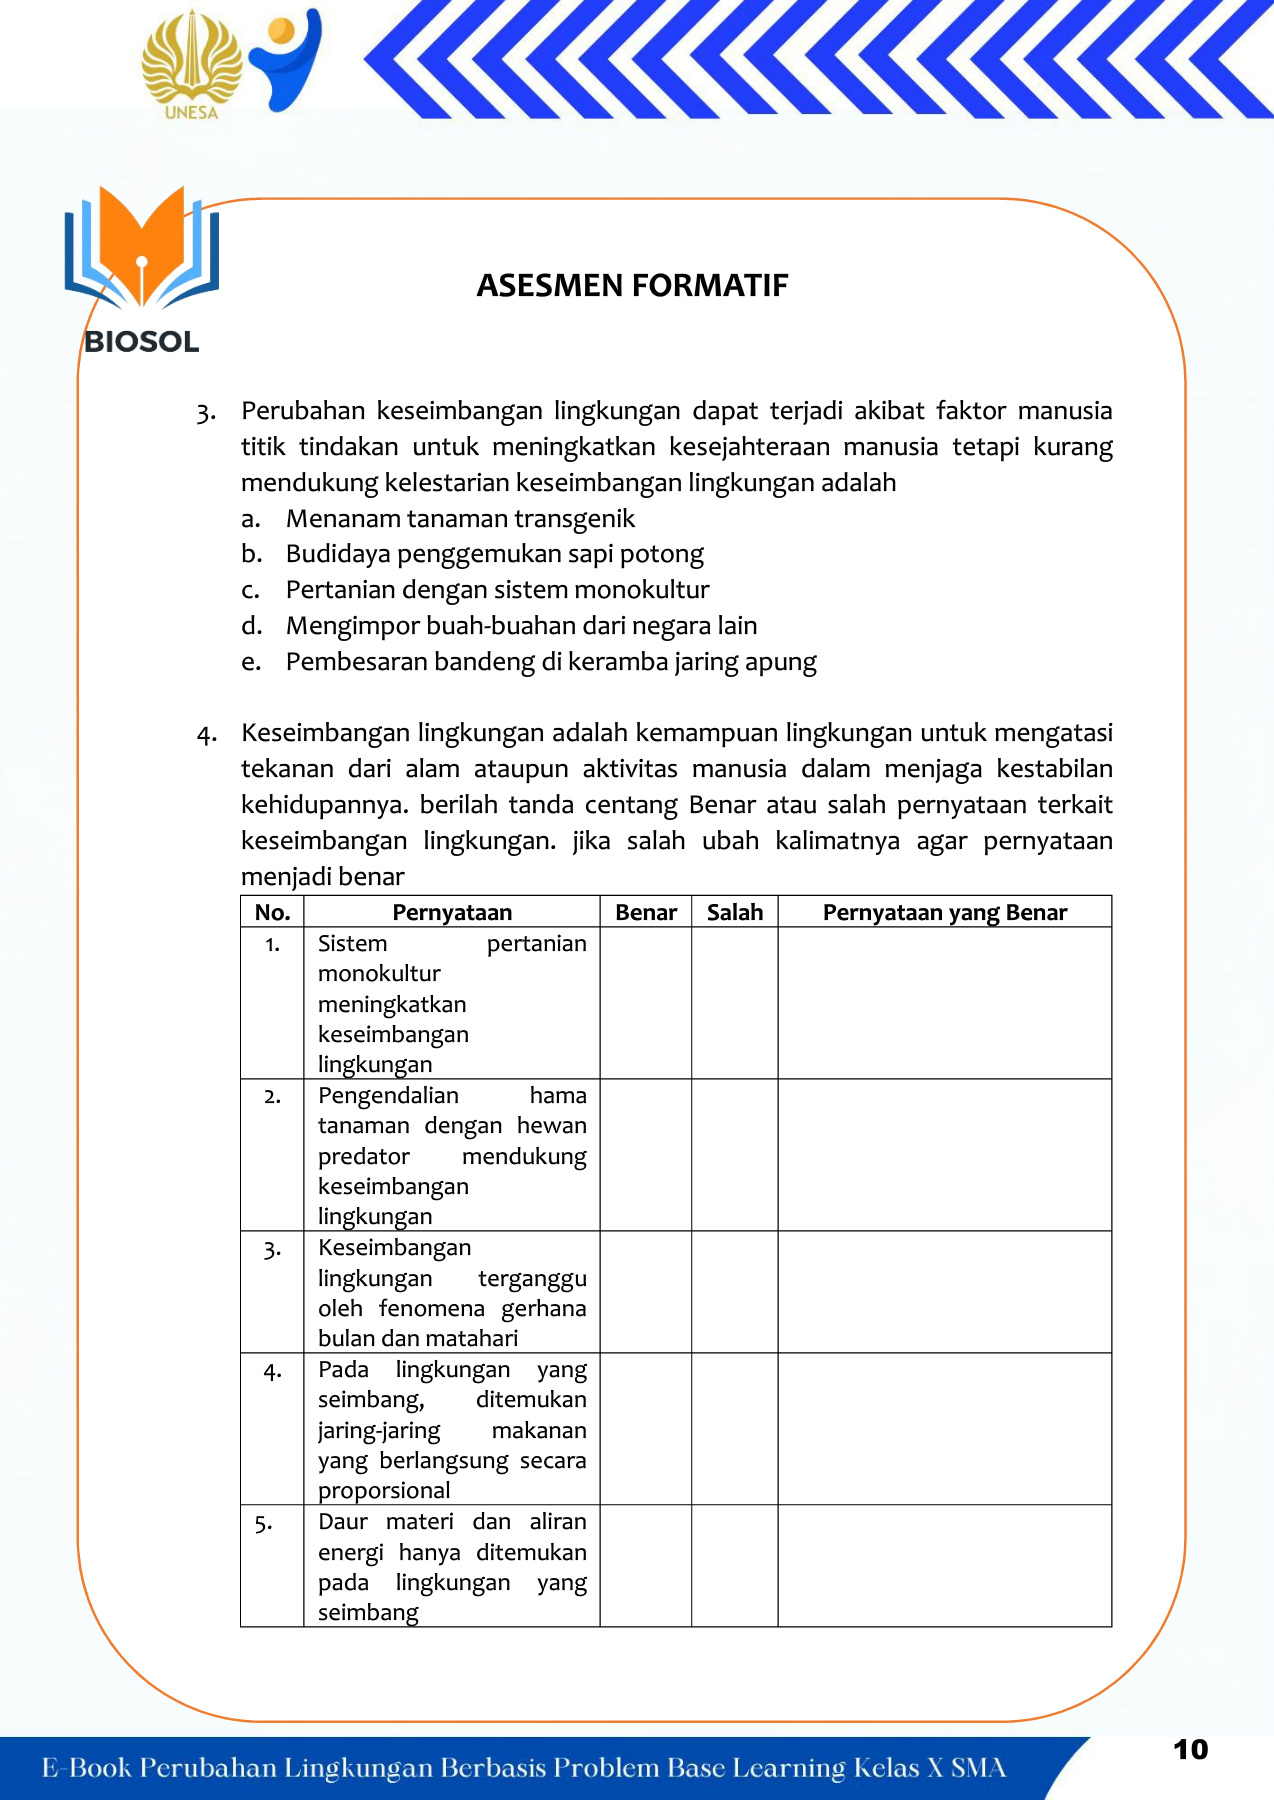 UNESA
BIOSOL
ASESMEN FORMATIF
3. Perubahan keseimbangan lingkungan dapat terjadi akibat faktor manusia
titik tindakan untuk meningkatkan kesejahteraan manusia tetapi kurang
mendukung kelestarian keseimbangan lingkungan adalah
a. Menanam tanaman transgenik
b. Budidaya penggemukan sapi potong
c. Pertanian dengan sistem monokultur
d. Mengimpor buah-buahan dari negara lain
e. Pembesaran bandeng di keramba jaring apung
4. Keseimbangan lingkungan adalah kemampuan lingkungan untuk mengatasi
tekanan dari alam ataupun aktivitas manusia dalam menjaga kestabilan
kehidupannya. berilah tanda centang Benar atau salah pernyataan terkait
keseimbangan lingkungan. jika salah ubah kalimatnya agar pernyataan
menjadi benar
No. Pernyataan Benar Salah Pernyataan yang Benar
1. Sistem pertanian
monokultur
meningkatkan
keseimbangan
lingkungan
2. Pengendalian hama
tanaman dengan hewan
predator mendukung
keseimbangan
lingkungan
3. Keseimbangan
lingkungan terganggu
oleh fenomena gerhana
bulan dan matahari
4. Pada lingkungan yang
seimbang, ditemukan
jaring-jaring makanan
yang berlangsung secara
proporsional
5. Daur materi dan aliran
energi hanya ditemukan
pada lingkungan yang
seimbang
E-Book Perubahan Lingkungan Berbasis Problem Base Learning Kelas X SMA
10